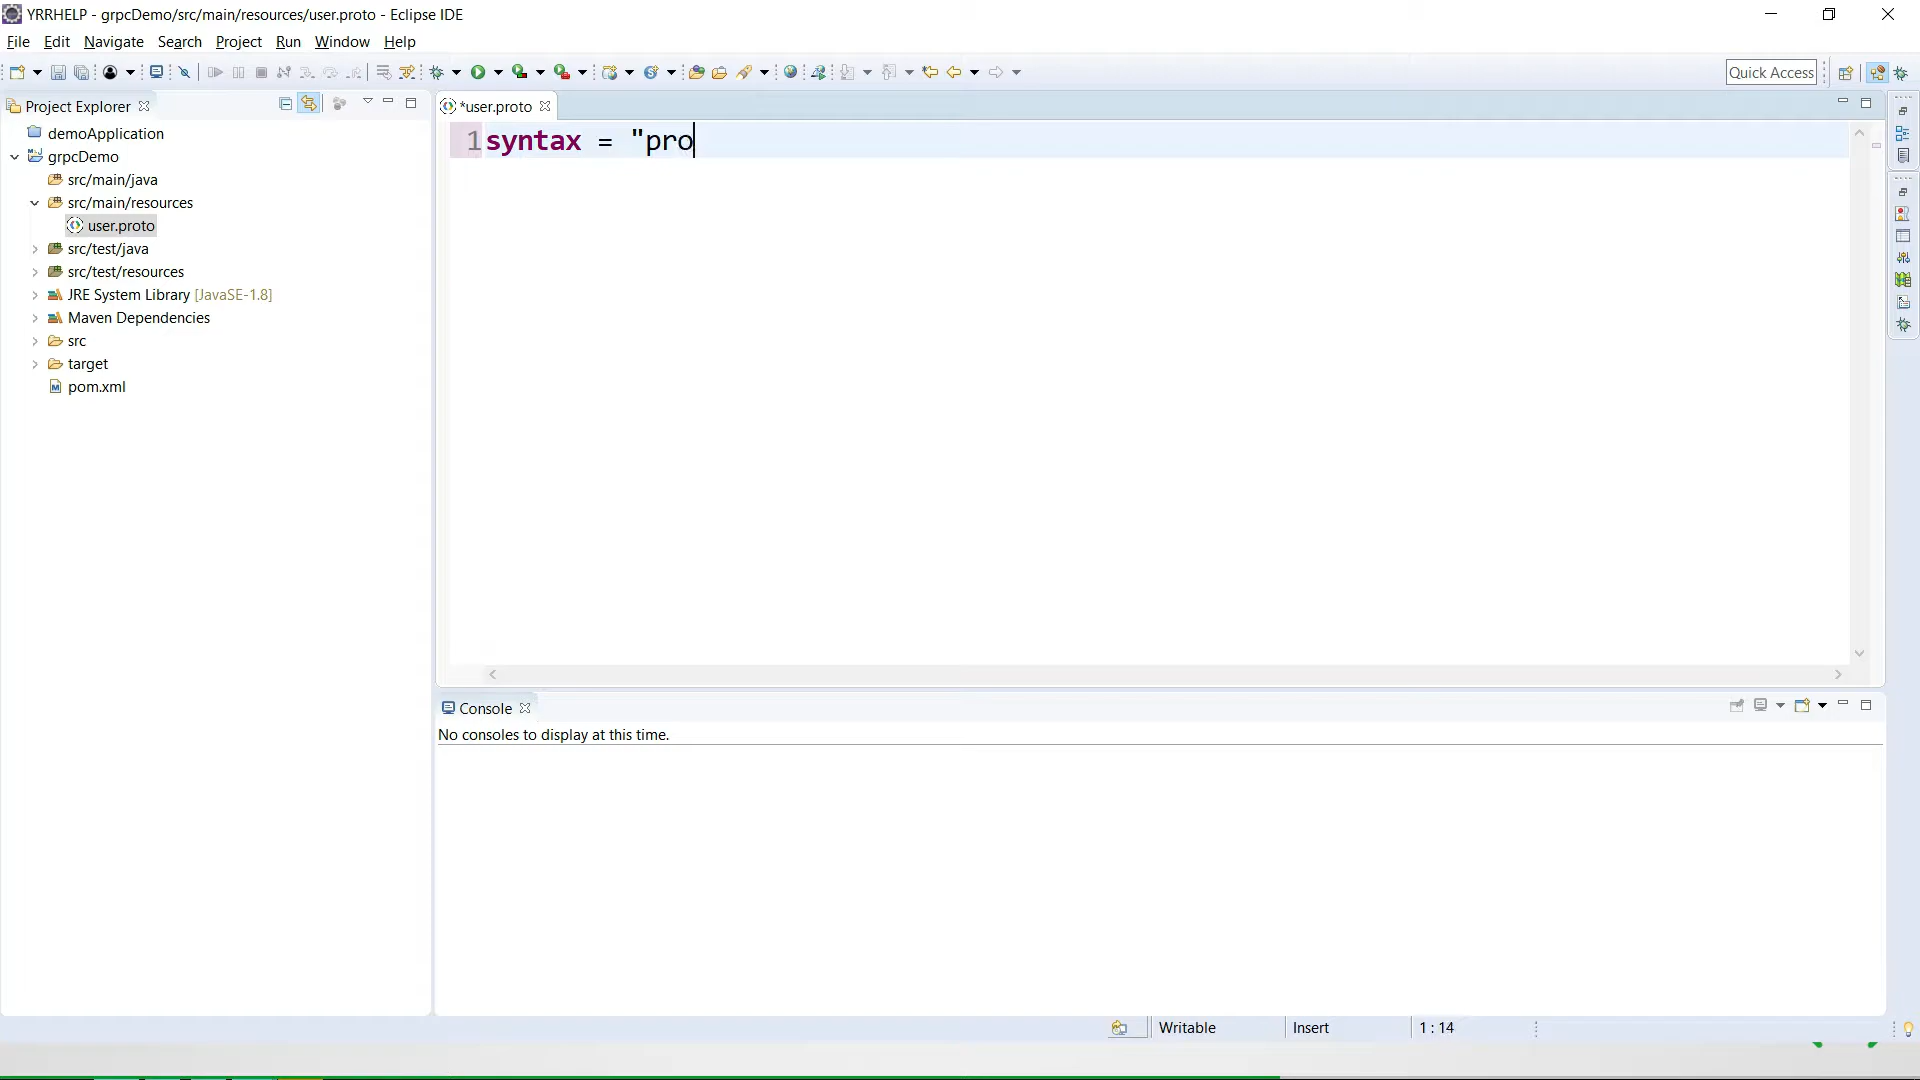 YRRHELP - grpcDemo/src/main/resources/user.proto - Eclipse IDE
File Edit Navigate Search Project Run Window Help
Quick Access
Project Explorer
*user.proto
demoApplication
1 syntax = "pro
grpcDemo
src/main/java
src/main/resources
user.proto
src/test/java
src/test/resources
JRE System Library [JavaSE-1.8]
Maven Dependencies
src
target
pom.xml
Console
No consoles to display at this time.
Writable Insert 1 : 14